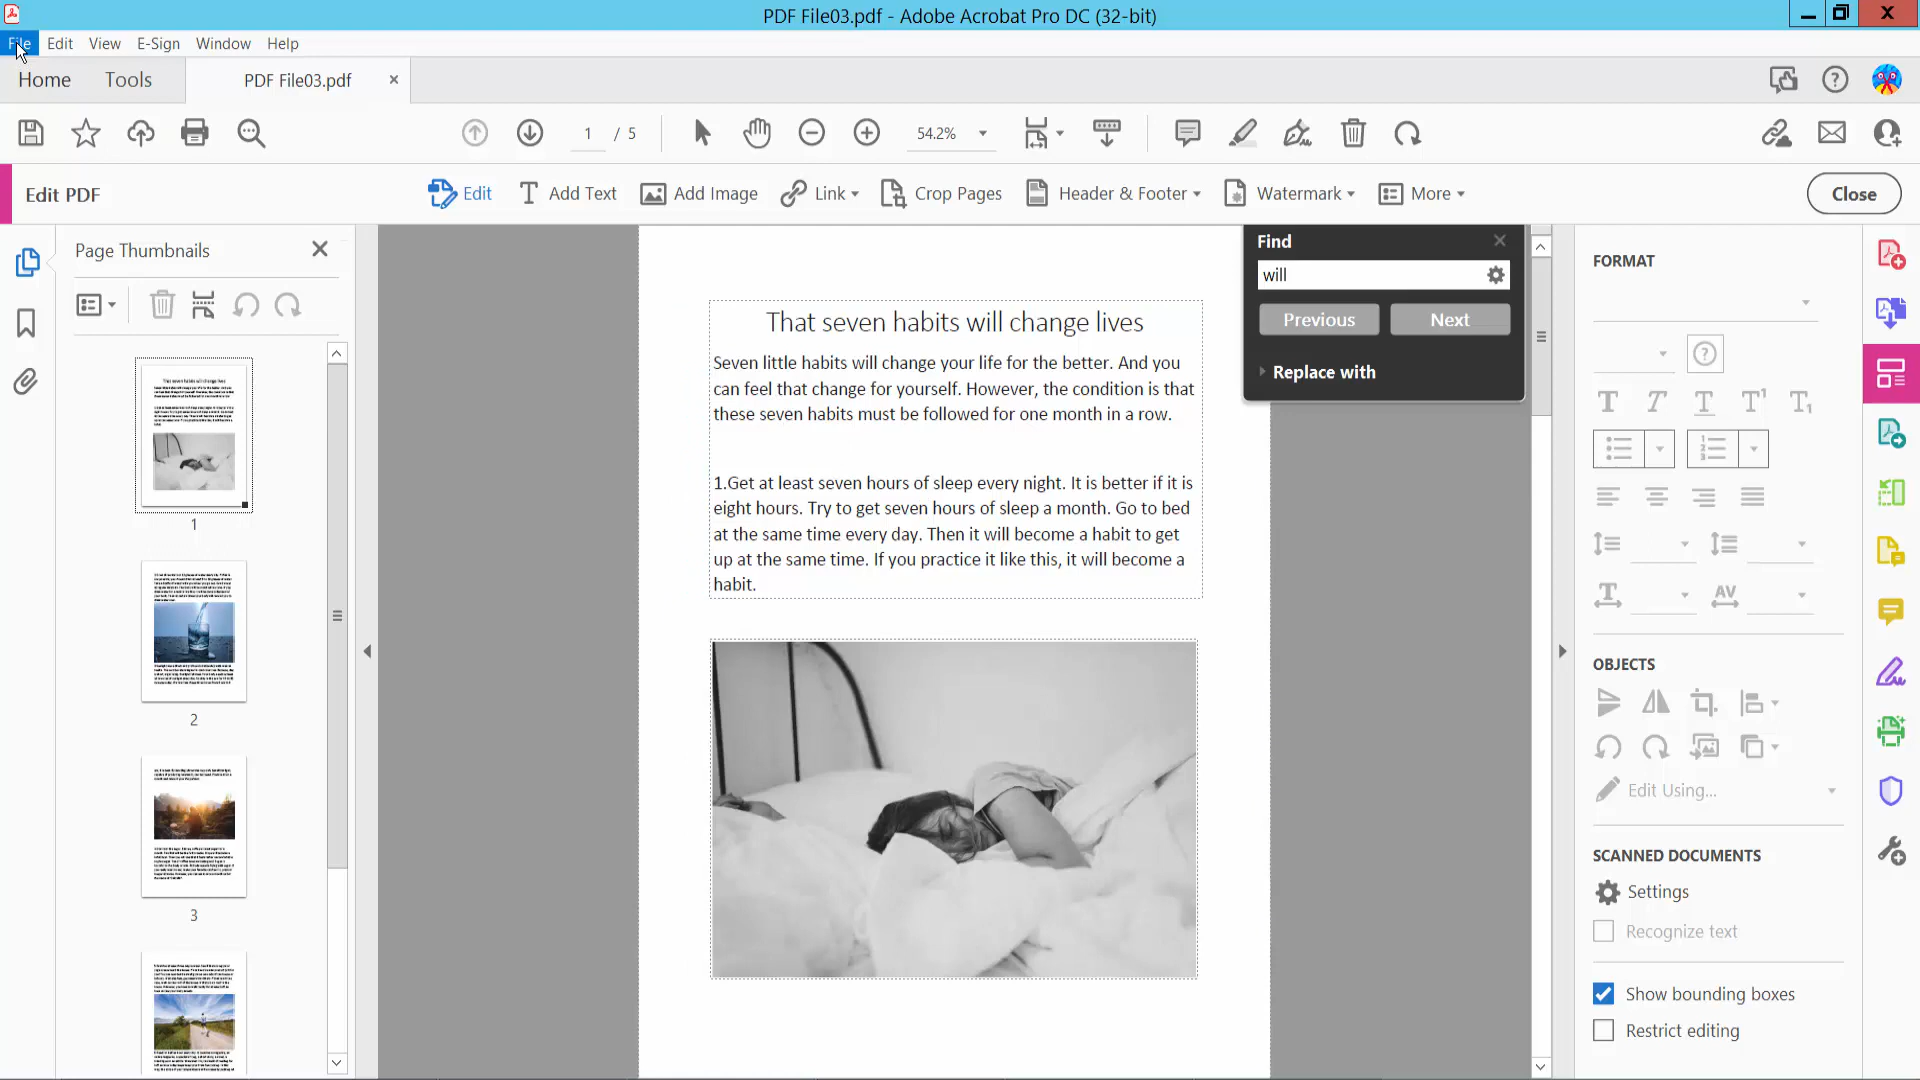 PDF File03.pdf - Adobe Acrobat Pro DC (32-bit)
File Edit View E-Sign Window Help
Home Tools PDF File03.pdf
1 / 5 54.2%
Edit PDF Edit Add Text Add Image Link Crop Pages Header & Footer Watermark More Close
Page Thumbnails
1
2
3
That seven habits will change lives
Seven little habits will change your life for the better. And you
can feel that change for yourself. However, the condition is that
these seven habits must be followed for one month in a row.
1.Get at least seven hours of sleep every night. It is better if it is
eight hours. Try to get seven hours of sleep a month. Go to bed
at the same time every day. Then it will become a habit to get
up at the same time. If you practice it like this, it will become a
habit.
Find
will
Previous Next
Replace with
FORMAT
OBJECTS
Edit Using...
SCANNED DOCUMENTS
Settings
Recognize text
Show bounding boxes
Restrict editing